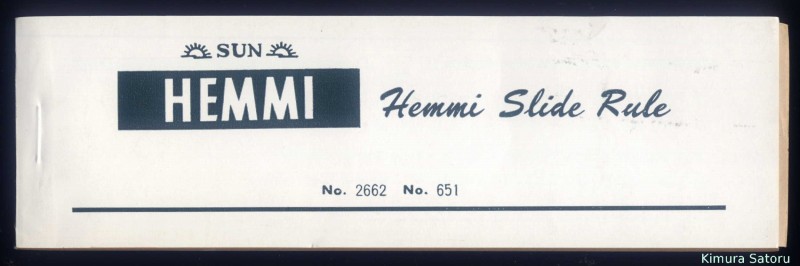 SUN
HEMMI Hemmi Slide Rule
No. 2662 No. 651
Kimura Satoru